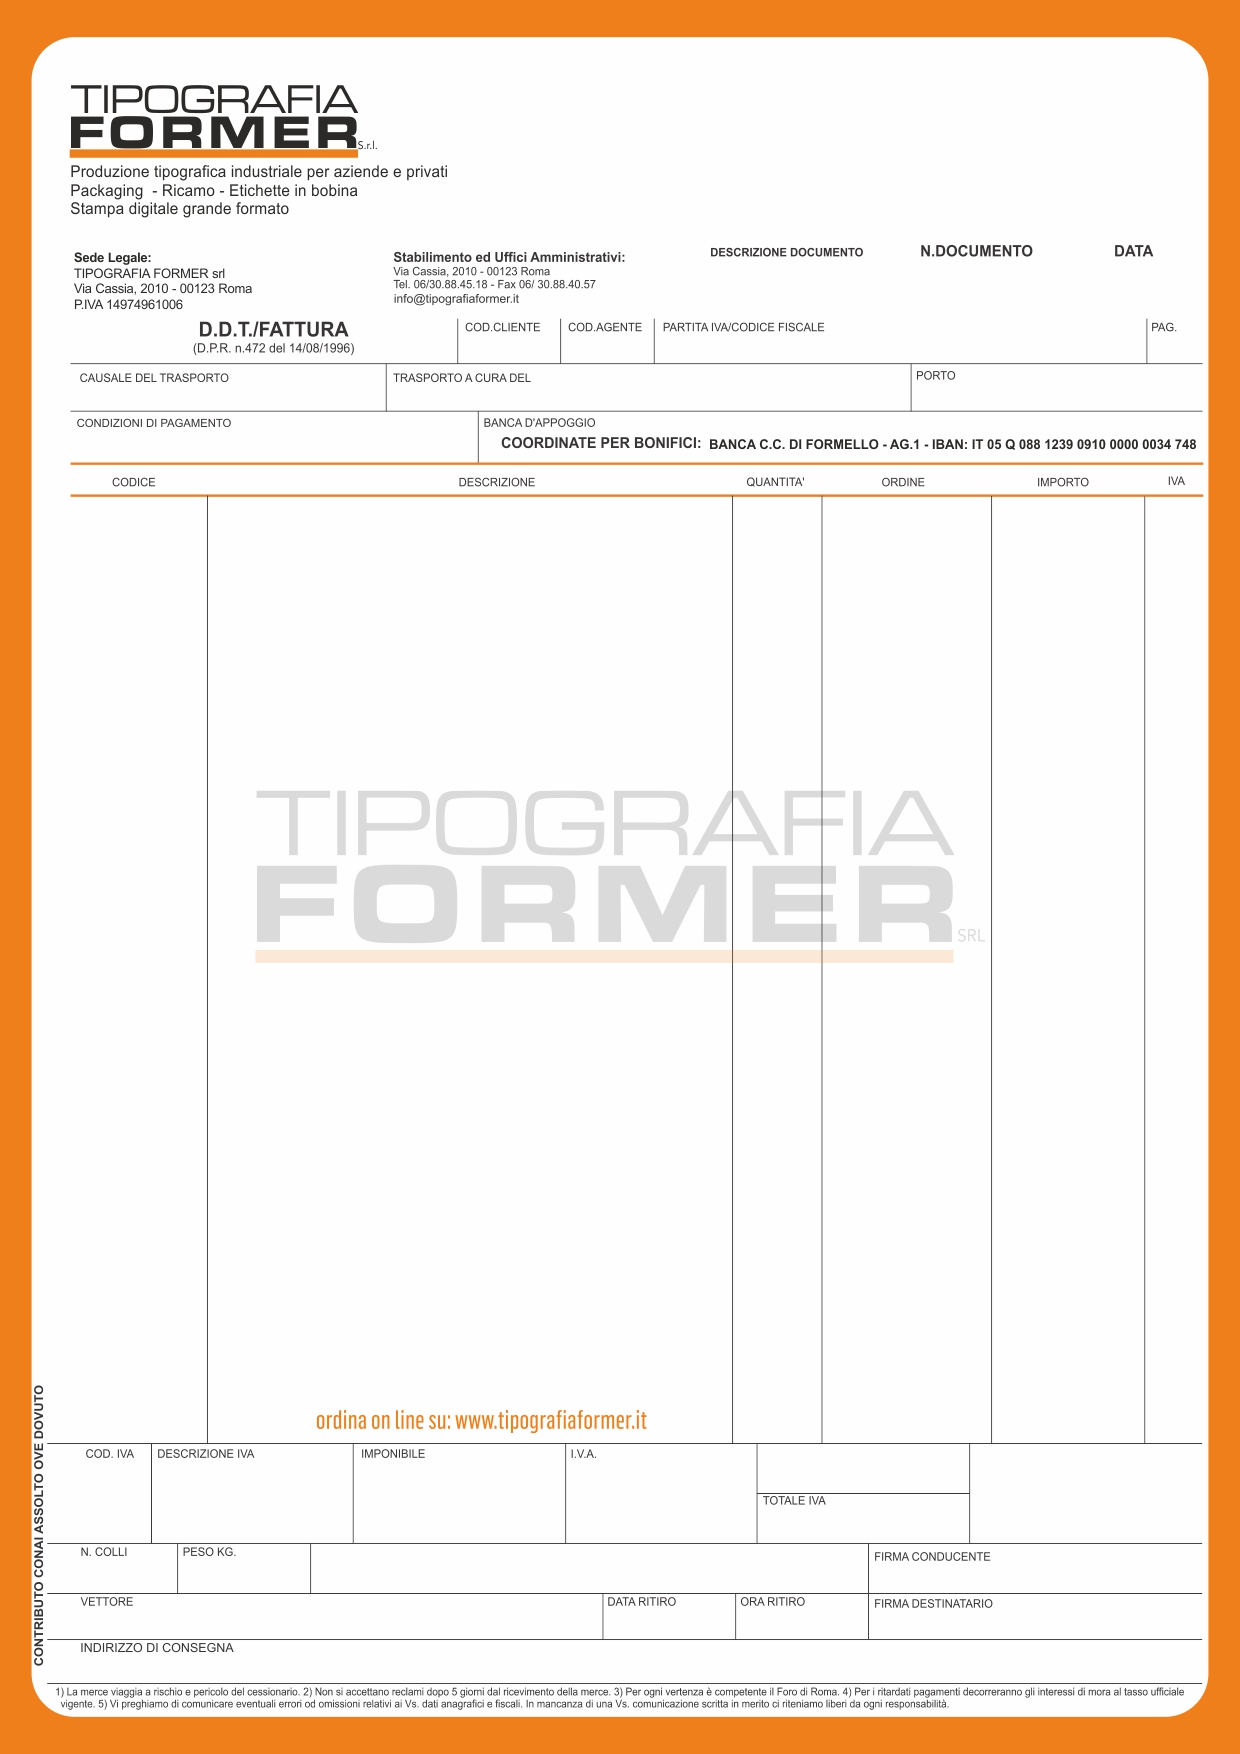 TIPOGRAFIA
FORMER S.r.l.
Produzione tipografica industriale per aziende e privati
Packaging - Ricamo - Etichette in bobina
Stampa digitale grande formato
Sede Legale:
TIPOGRAFIA FORMER srl
Via Cassia, 2010 - 00123 Roma
P.IVA 14974961006
Stabilimento ed Uffici Amministrativi:
Via Cassia, 2010 - 00123 Roma
Tel. 06/30.88.45.18 - Fax 06/ 30.88.40.57
info@tipografiaformer.it
DESCRIZIONE DOCUMENTO N.DOCUMENTO DATA
D.D.T./FATTURA
(D.P.R. n.472 del 14/08/1996)
COD.CLIENTE COD.AGENTE PARTITA IVA/CODICE FISCALE PAG.
CAUSALE DEL TRASPORTO TRASPORTO A CURA DEL PORTO
CONDIZIONI DI PAGAMENTO BANCA D'APPOGGIO
COORDINATE PER BONIFICI: BANCA C.C. DI FORMELLO - AG.1 - IBAN: IT 05 Q 088 1239 0910 0000 0034 748
CODICE DESCRIZIONE QUANTITA' ORDINE IMPORTO IVA
TIPOGRAFIA
FORMER SRL
ordina on line su: www.tipografiaformer.it
CONTRIBUTO CONAI ASSOLTO OVE DOVUTO
COD. IVA DESCRIZIONE IVA IMPONIBILE I.V.A.
TOTALE IVA
N. COLLI PESO KG. FIRMA CONDUCENTE
VETTORE DATA RITIRO ORA RITIRO FIRMA DESTINATARIO
INDIRIZZO DI CONSEGNA
1) La merce viaggia a rischio e pericolo del cessionario. 2) Non si accettano reclami dopo 5 giorni dal ricevimento della merce. 3) Per ogni vertenza è competente il Foro di Roma. 4) Per i ritardati pagamenti decorreranno gli interessi di mora al tasso ufficiale
vigente. 5) Vi preghiamo di comunicare eventuali errori od omissioni relativi ai Vs. dati anagrafici e fiscali. In mancanza di una Vs. comunicazione scritta in merito ci riteniamo liberi da ogni responsabilità.